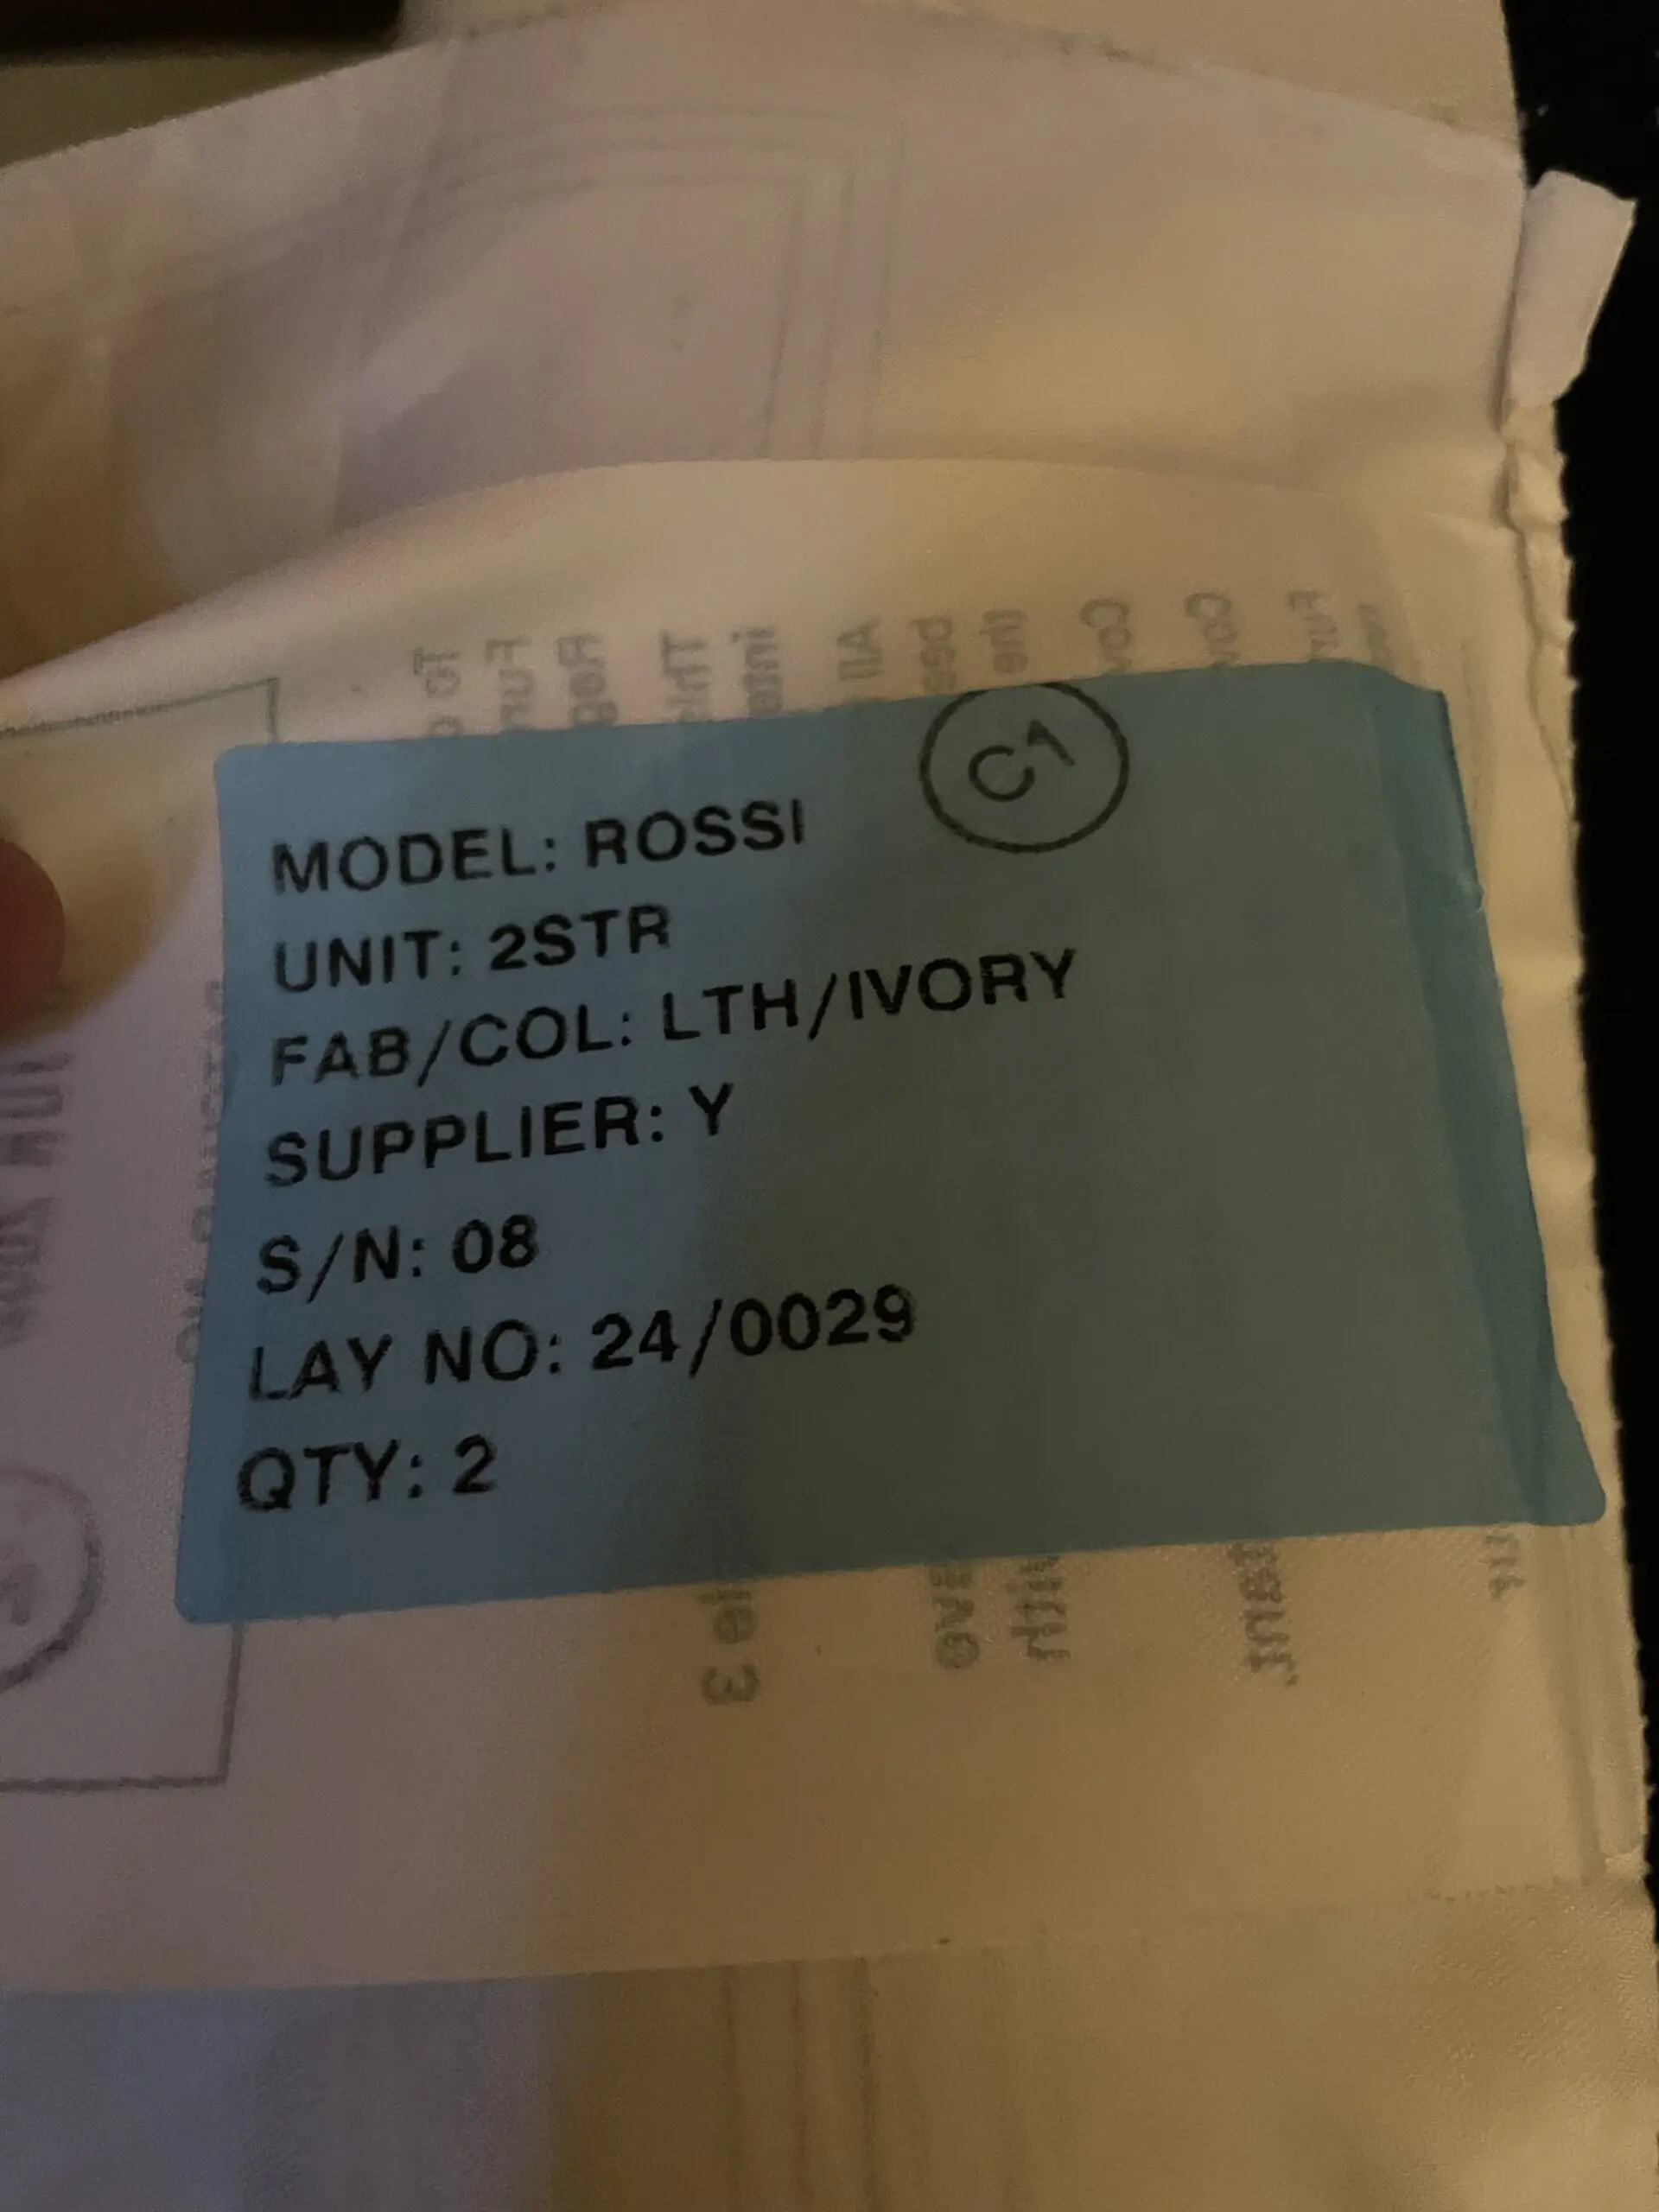 C1
MODEL: ROSSI
UNIT: 2STR
FAB/COL: LTH/IVORY
SUPPLIER: Y
S/N: 08
LAY NO: 24/0029
QTY: 2